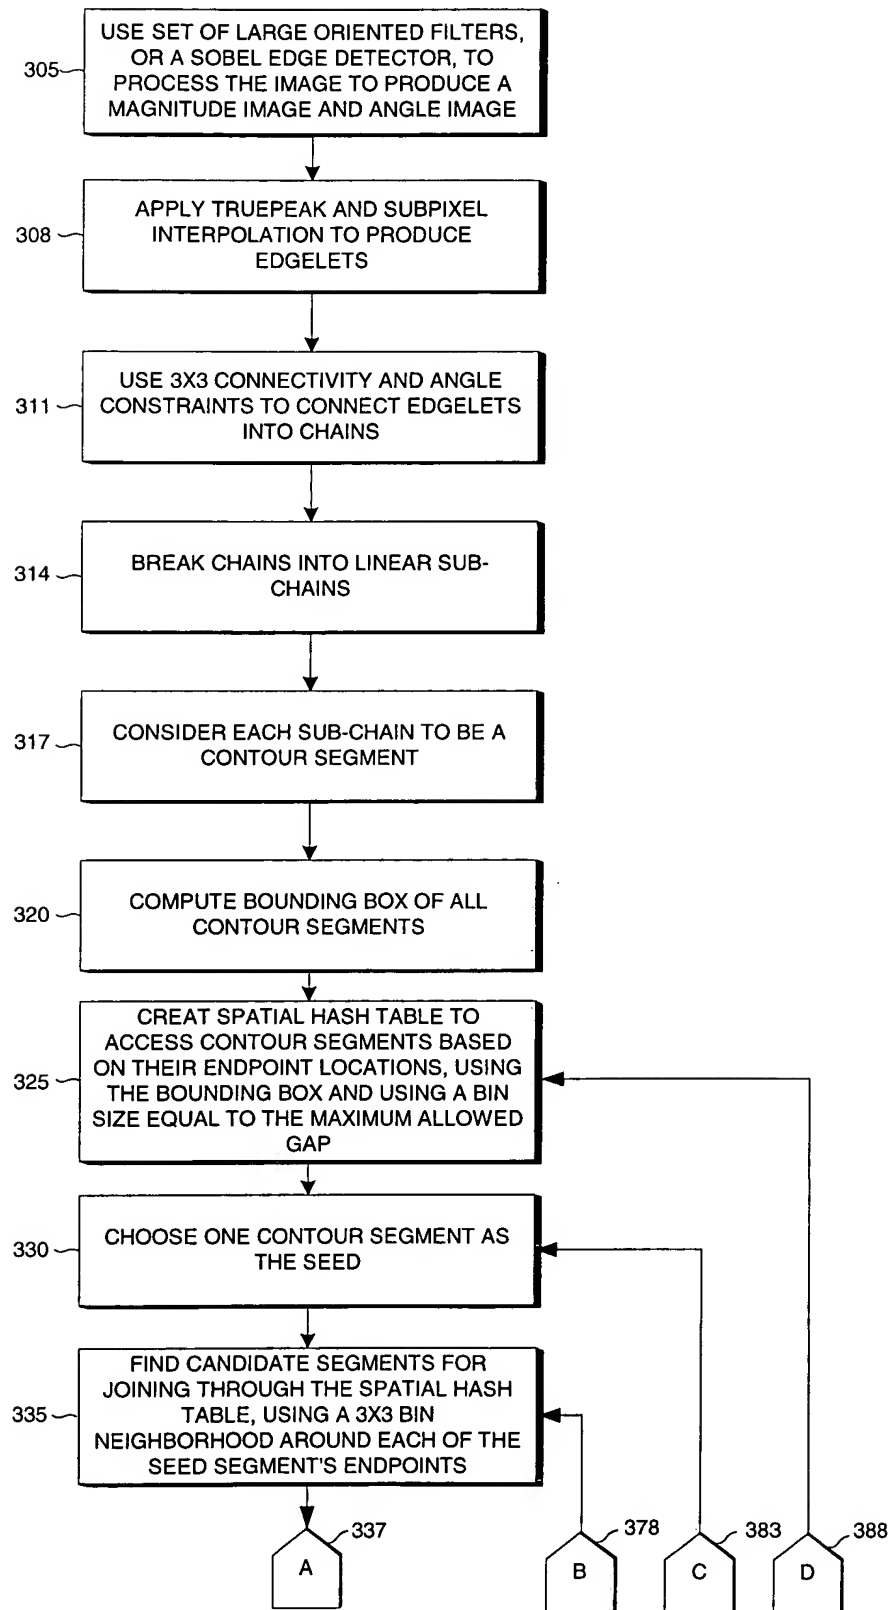 USE SET OF LARGE ORIENTED FILTERS,
OR A SOBEL EDGE DETECTOR, TO
PROCESS THE IMAGE TO PRODUCE A
MAGNITUDE IMAGE AND ANGLE IMAGE
305
APPLY TRUEPEAK AND SUBPIXEL
INTERPOLATION TO PRODUCE
EDGELETS
308
USE 3X3 CONNECTIVITY AND ANGLE
CONSTRAINTS TO CONNECT EDGELETS
INTO CHAINS
311
BREAK CHAINS INTO LINEAR SUB-
CHAINS
314
CONSIDER EACH SUB-CHAIN TO BE A
CONTOUR SEGMENT
317
COMPUTE BOUNDING BOX OF ALL
CONTOUR SEGMENTS
320
CREAT SPATIAL HASH TABLE TO
ACCESS CONTOUR SEGMENTS BASED
ON THEIR ENDPOINT LOCATIONS, USING
THE BOUNDING BOX AND USING A BIN
SIZE EQUAL TO THE MAXIMUM ALLOWED
GAP
325
CHOOSE ONE CONTOUR SEGMENT AS
THE SEED
330
FIND CANDIDATE SEGMENTS FOR
JOINING THROUGH THE SPATIAL HASH
TABLE, USING A 3X3 BIN
NEIGHBORHOOD AROUND EACH OF THE
SEED SEGMENT'S ENDPOINTS
335
337
A
378
B
383
C
388
D